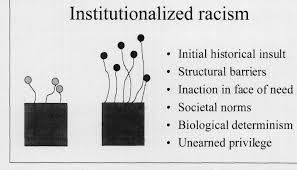 Institutionalized racism
• Initial historical insult
• Structural barriers
• Inaction in face of need
• Societal norms
• Biological determinism
• Unearned privilege